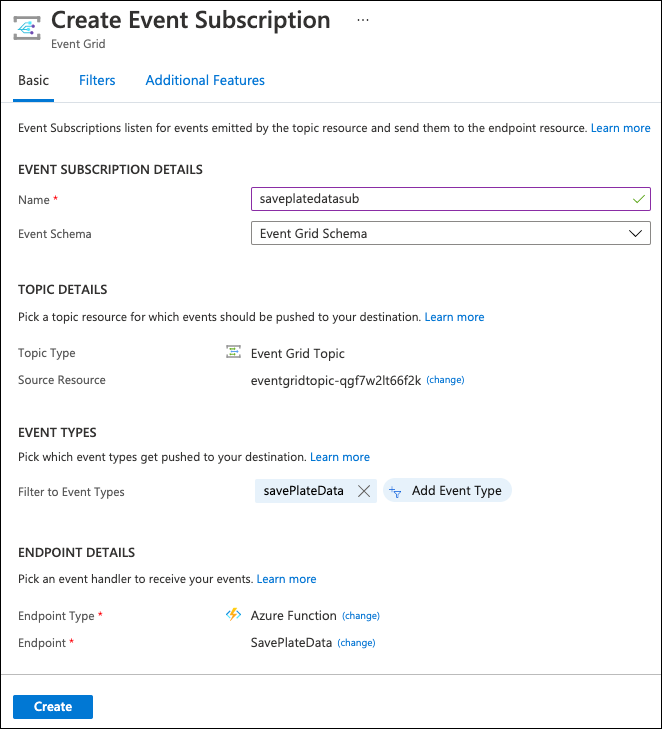 Create Event Subscription ...
Event Grid
Basic Filters Additional Features
Event Subscriptions listen for events emitted by the topic resource and send them to the endpoint resource. Learn more
EVENT SUBSCRIPTION DETAILS
Name * saveplatedatasub
Event Schema Event Grid Schema
TOPIC DETAILS
Pick a topic resource for which events should be pushed to your destination. Learn more
Topic Type Event Grid Topic
Source Resource eventgridtopic-qgf7w2lt66f2k (change)
EVENT TYPES
Pick which event types get pushed to your destination. Learn more
Filter to Event Types savePlateData Add Event Type
ENDPOINT DETAILS
Pick an event handler to receive your events. Learn more
Endpoint Type * Azure Function (change)
Endpoint * SavePlateData (change)
Create